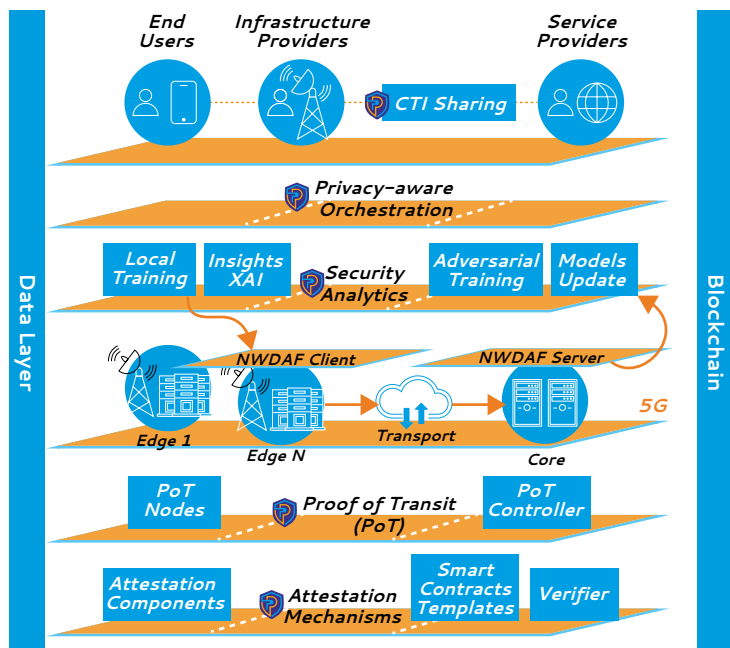 End
Users
Infrastructure
Providers
Service
Providers
CTI Sharing
Privacy-aware
Orchestration
Local
Training
Insights
XAI
Security
Analytics
Adversarial
Training
Models
Update
Data Layer
Blockchain
NWDAF Client
NWDAF Server
5G
Edge 1
Edge N
Transport
Core
PoT
Nodes
Proof of Transit
(PoT)
PoT
Controller
Attestation
Components
Attestation
Mechanisms
Smart
Contracts
Templates
Verifier